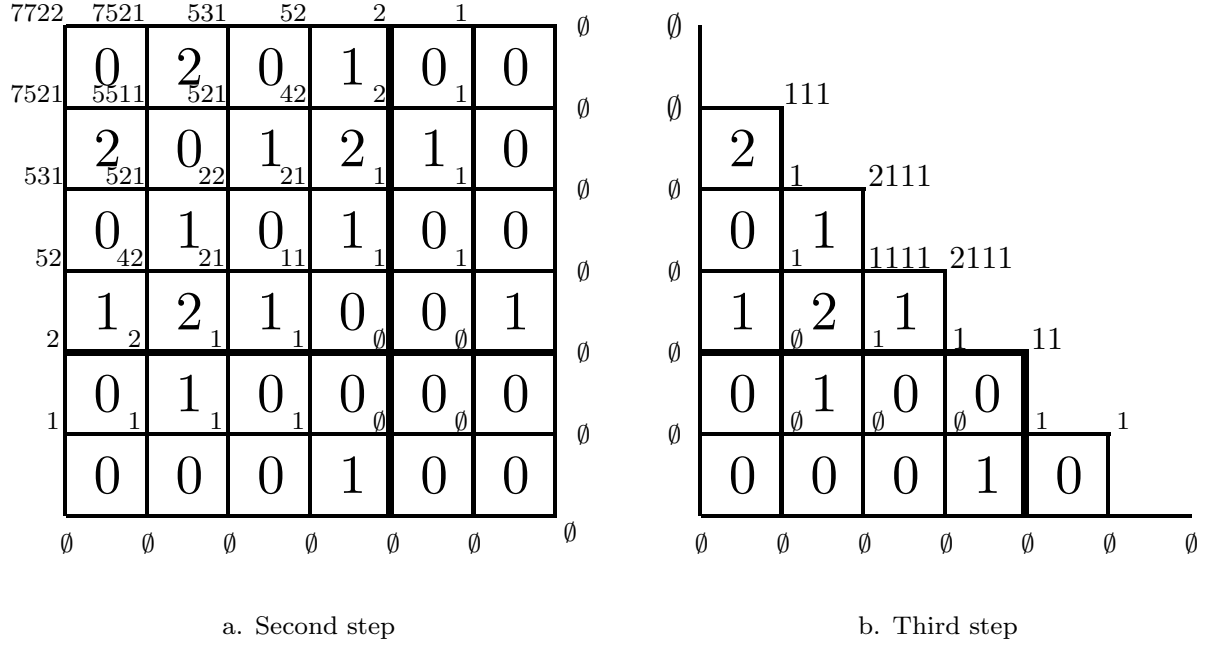 7722 7521 531 52 2 1 ∅ ∅
0 2 0 1 0 0
7521 5511 521 42 2 1 ∅ ∅ 111
2 0 1 2 1 0 2
531 521 22 21 1 1 ∅ ∅ 1 2111
0 1 0 1 0 0 0 1
52 42 21 11 1 1 ∅ ∅ 1 1111 2111
1 2 1 0 0 1 1 2 1
2 2 1 1 ∅ ∅ ∅ ∅ ∅ 1 1 11
0 1 0 0 0 0 0 1 0 0
1 1 1 1 ∅ ∅ ∅ ∅ ∅ ∅ ∅ 1 1
0 0 0 1 0 0 0 0 0 1 0
∅ ∅ ∅ ∅ ∅ ∅ ∅ ∅ ∅ ∅ ∅ ∅ ∅ ∅
a. Second step b. Third step